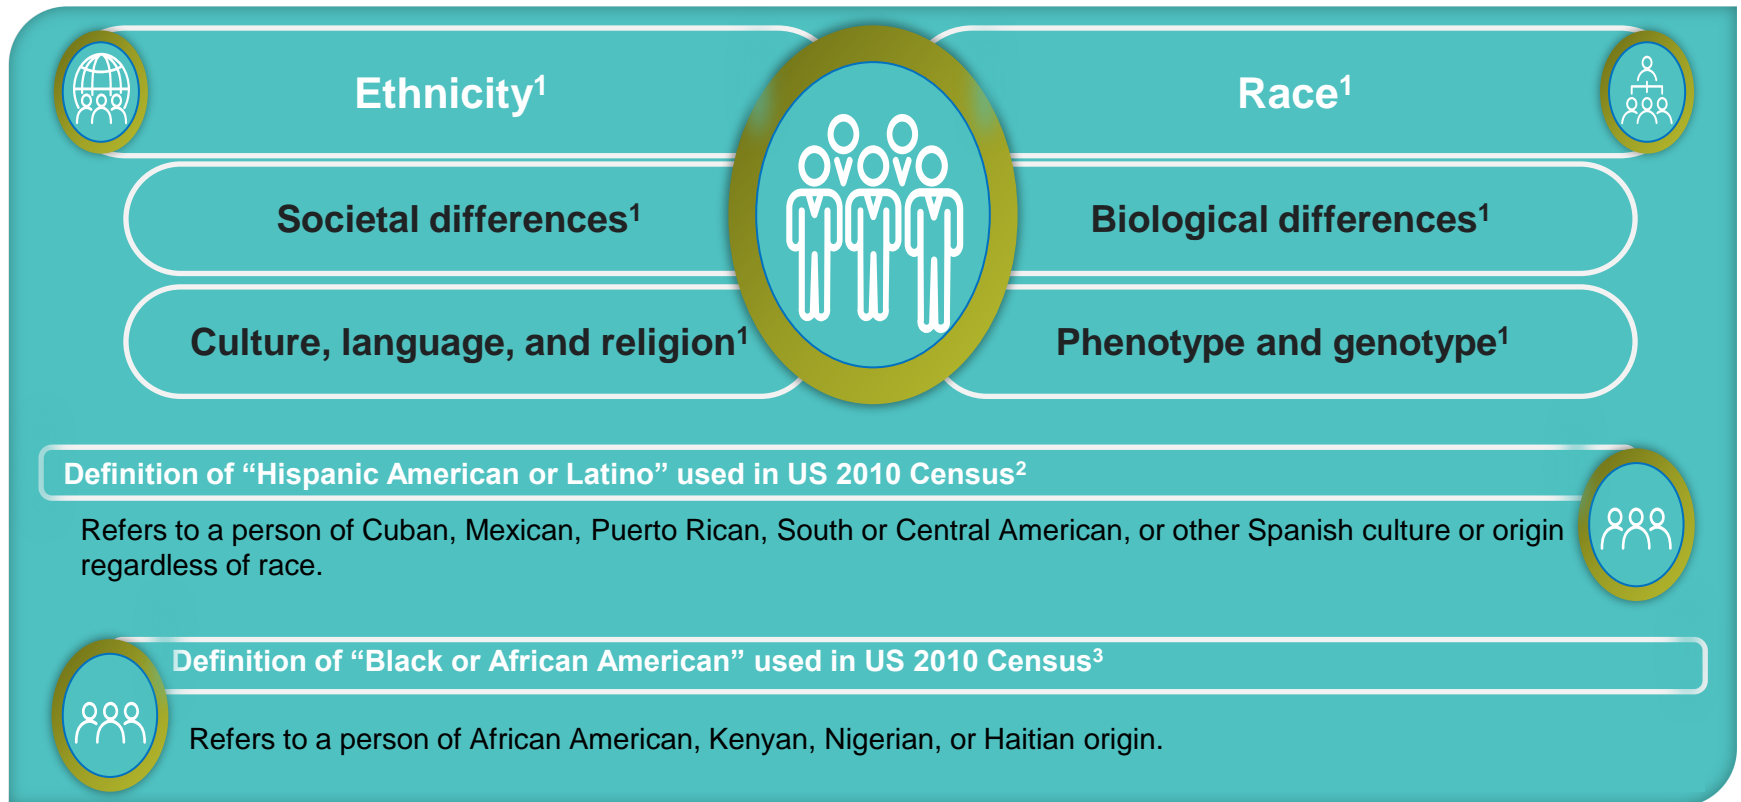 Ethnicity¹
Race¹
Societal differences¹
Biological differences¹
Culture, language, and religion¹
Phenotype and genotype¹
Definition of “Hispanic American or Latino” used in US 2010 Census²
Refers to a person of Cuban, Mexican, Puerto Rican, South or Central American, or other Spanish culture or origin
regardless of race.
Definition of “Black or African American” used in US 2010 Census³
Refers to a person of African American, Kenyan, Nigerian, or Haitian origin.